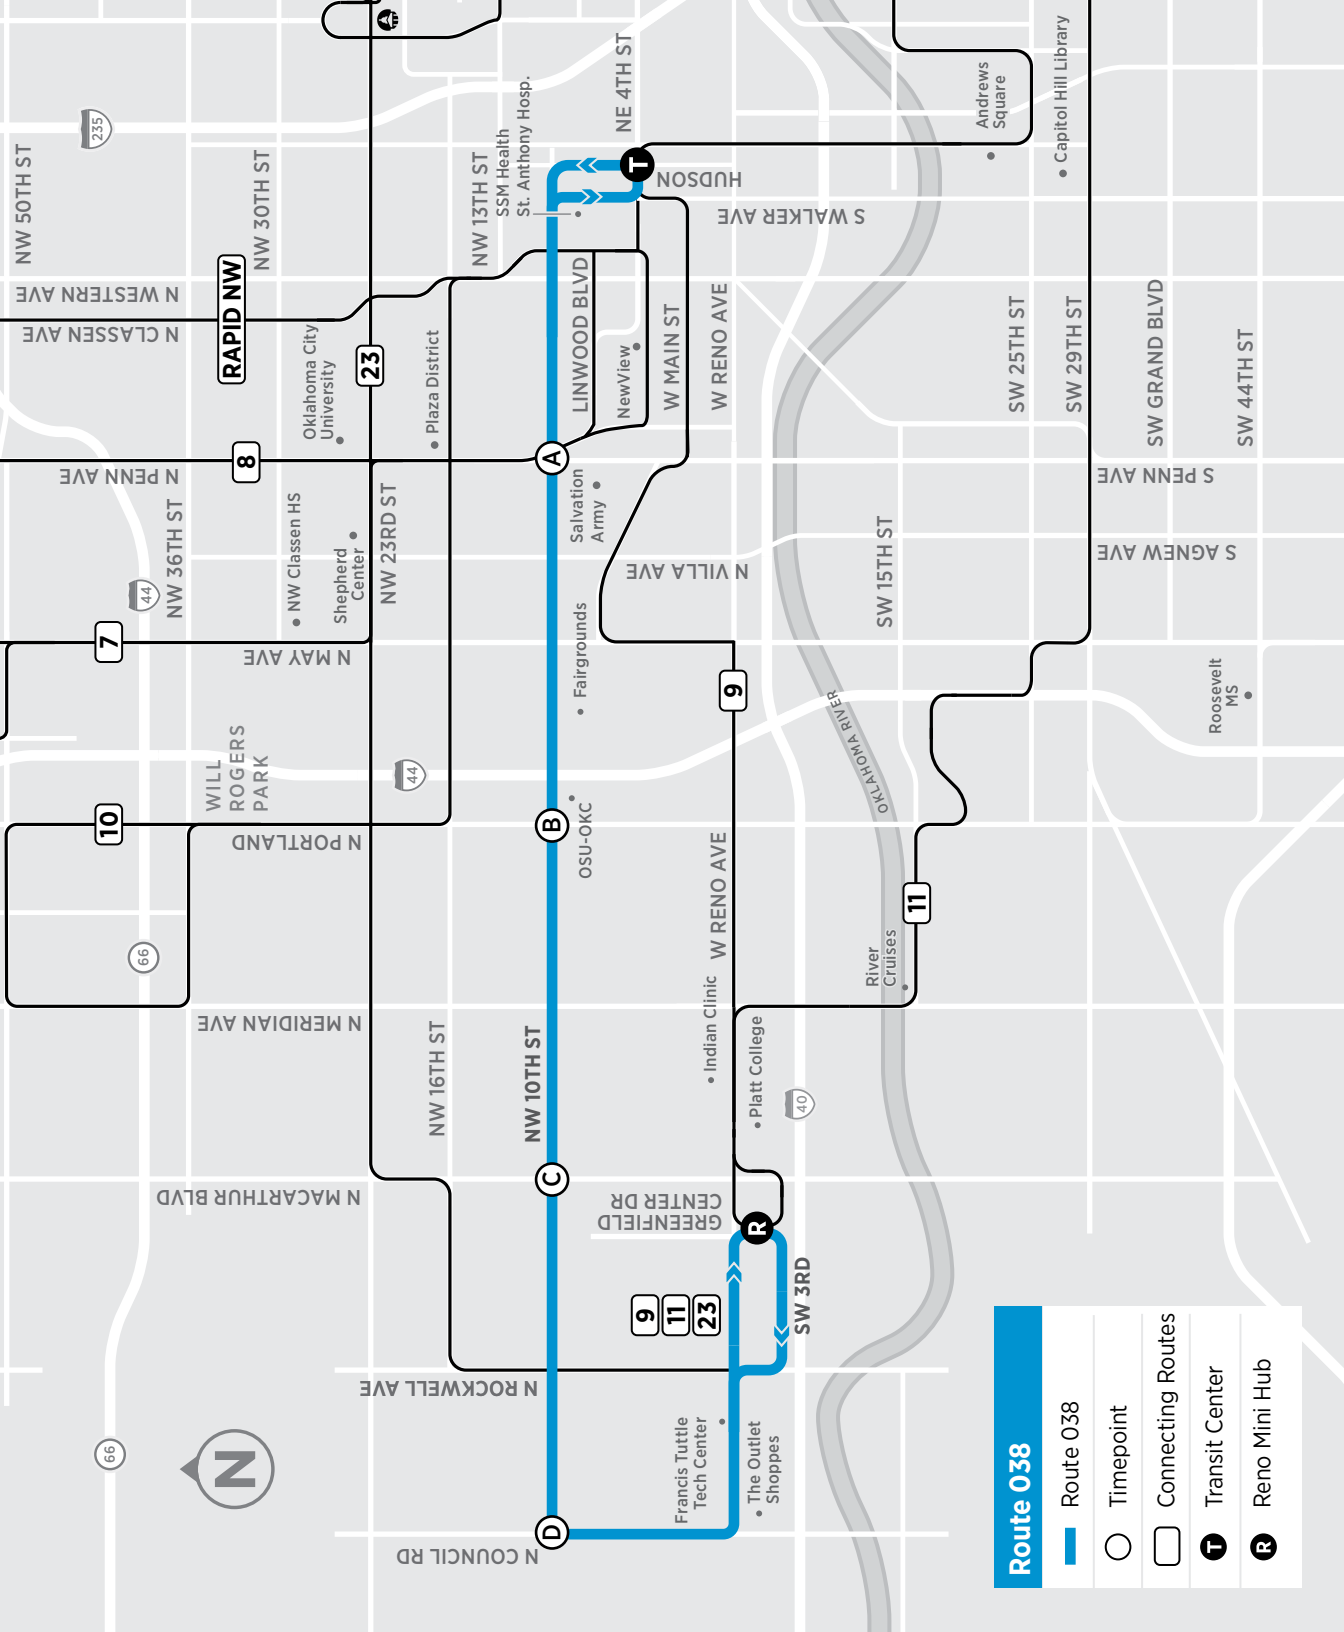 235
NW 50TH ST
NW 30TH ST
NW 13TH ST
SSM Health
St. Anthony Hosp.
NE 4TH ST
HUDSON
T
S WALKER AVE
Andrews
Square
Capitol Hill Library
N WESTERN AVE
N CLASSEN AVE
RAPID NW
23
Oklahoma City
University
Plaza District
LINWOOD BLVD
NewView
W MAIN ST
W RENO AVE
SW 25TH ST
SW 29TH ST
SW GRAND BLVD
SW 44TH ST
N PENN AVE
8
A
S PENN AVE
NW 36TH ST
44
NW Classen HS
Shepherd
Center
NW 23RD ST
Salvation
Army
N VILLA AVE
SW 15TH ST
S AGNEW AVE
7
N MAY AVE
Fairgrounds
9
OKLAHOMA RIVER
Roosevelt
MS
WILL
ROGERS
PARK
44
10
N PORTLAND
B
OSU-OKC
W RENO AVE
11
River
Cruises
66
N MERIDIAN AVE
NW 16TH ST
NW 10TH ST
Indian Clinic
Platt College
40
N MACARTHUR BLVD
C
GREENFIELD
CENTER DR
R
9
11
23
SW 3RD
N ROCKWELL AVE
66
N
Francis Tuttle
Tech Center
The Outlet
Shoppes
N COUNCIL RD
D
Route 038
Route 038
Timepoint
Connecting Routes
T Transit Center
R Reno Mini Hub